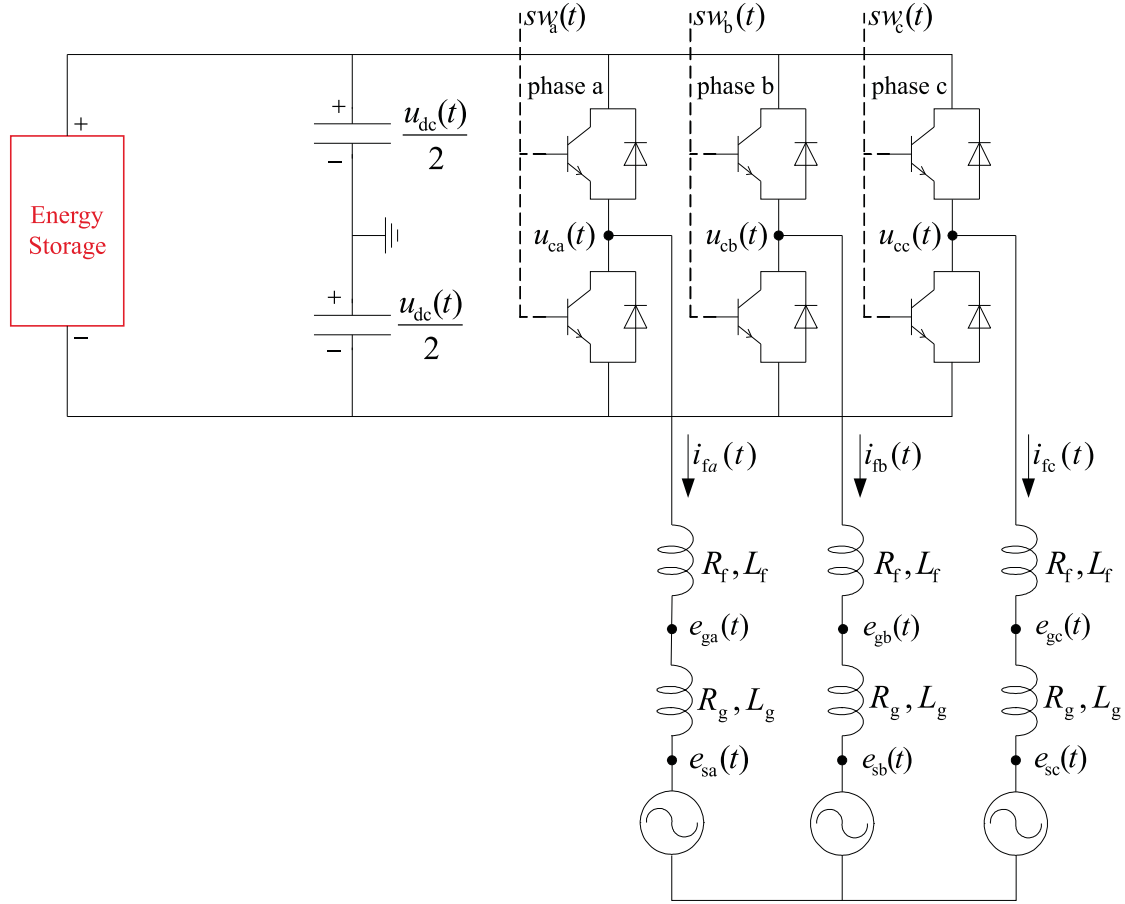 sw_a(t) sw_b(t) sw_c(t)
phase a phase b phase c
+ + u_dc(t)/2
−
Energy
Storage
u_ca(t) u_cb(t) u_cc(t)
+ u_dc(t)/2
− −
i_fa(t) i_fb(t) i_fc(t)
R_f, L_f R_f, L_f R_f, L_f
e_ga(t) e_gb(t) e_gc(t)
R_g, L_g R_g, L_g R_g, L_g
e_sa(t) e_sb(t) e_sc(t)